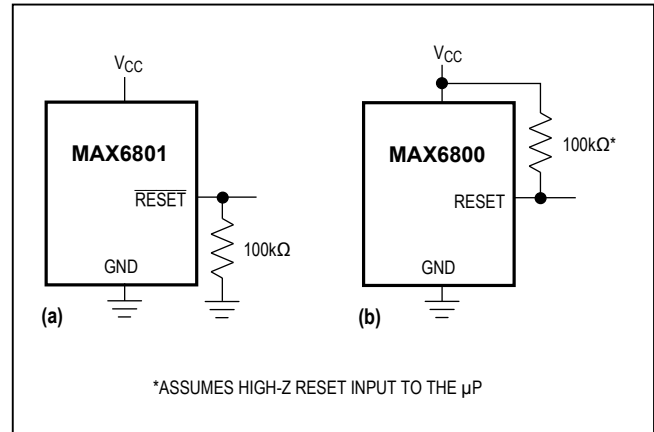 VCC
MAX6801
RESET
100kΩ
GND
(a)
VCC
MAX6800
100kΩ*
RESET
GND
(b)
*ASSUMES HIGH-Z RESET INPUT TO THE µP